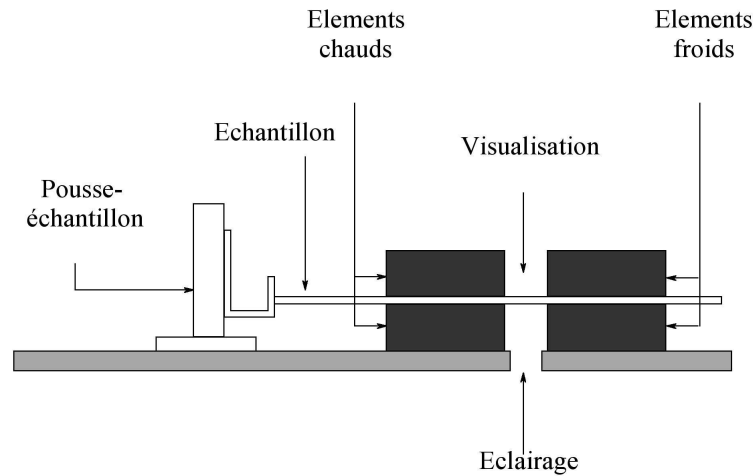 Elements
chauds
Elements
froids
Echantillon
Visualisation
Pousse-
échantillon
Eclairage